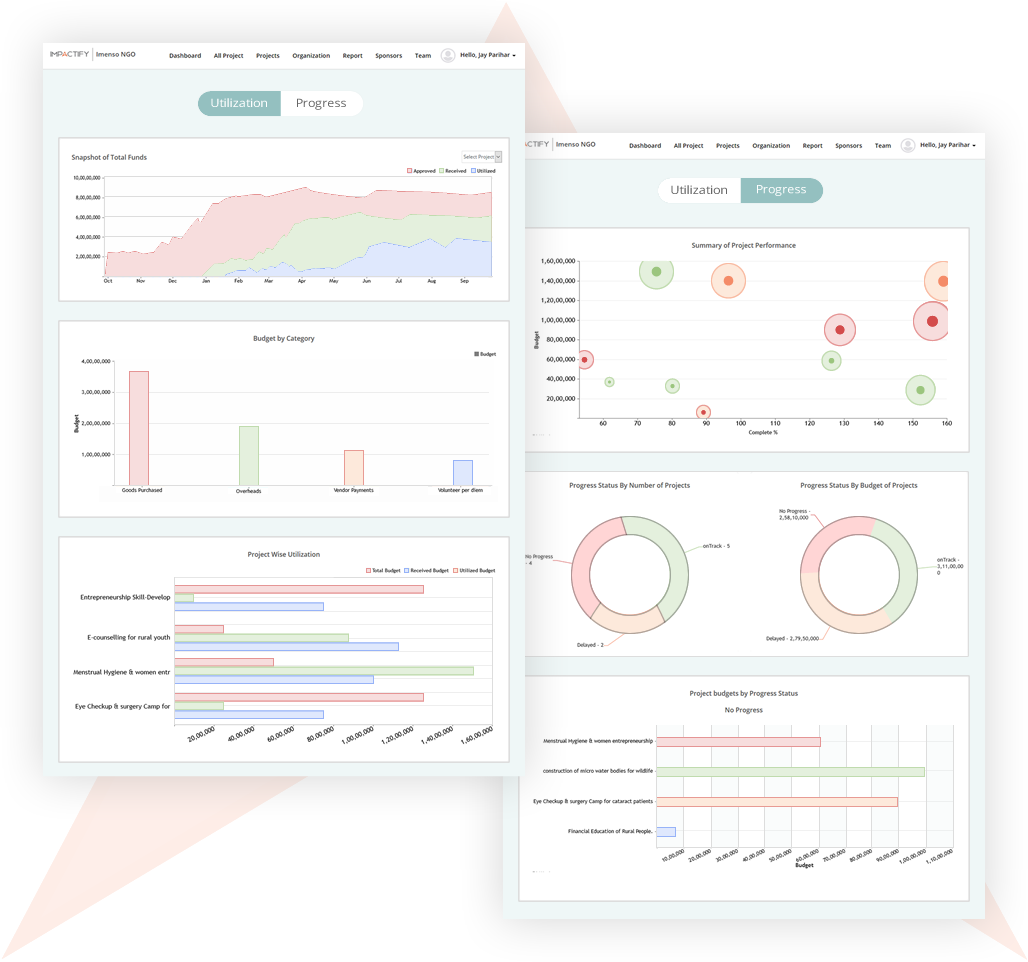 IMPACTIFY Imenso NGO
Dashboard All Project Projects Organization Report Sponsors Team Hello, Jay Parihar
Utilization Progress
Snapshot of Total Funds
Select Project
Approved Received Utilized
10,00,00,000
8,00,00,000
6,00,00,000
4,00,00,000
2,00,00,000
Oct Nov Dec Jan Feb Mar Apr May Jun Jul Aug Sep
Budget by Category
Budget
4,00,00,000
3,00,00,000
2,00,00,000
1,00,00,000
Budget
Goods Purchased Overheads Vendor Payments Volunteer per diem
Project Wise Utilization
Total Budget Received Budget Utilized Budget
Entrepreneurship Skill-Develop
E-counselling for rural youth
Menstrual Hygiene & women entr
Eye Checkup & surgery Camp for
20,00,000 40,00,000 60,00,000 80,00,000 1,00,00,000 1,20,00,000 1,40,00,000 1,60,00,000
ACTIFY Imenso NGO
Dashboard All Project Projects Organization Report Sponsors Team Hello, Jay Parihar
Utilization Progress
Summary of Project Performance
1,60,00,000
1,40,00,000
1,20,00,000
1,00,00,000
80,00,000
60,00,000
40,00,000
20,00,000
Budget
60 70 80 90 100 110 120 130 140 150 160
Complete %
Progress Status By Number of Projects
onTrack - 5
No Progress
- 4
Delayed - 2
Progress Status By Budget of Projects
No Progress -
2,58,10,000
onTrack -
3,11,00,00
0
Delayed - 2,79,50,000
Project budgets by Progress Status
No Progress
Menstrual Hygiene & women entrepreneurship
construction of micro water bodies for wildlife
Eye Checkup & surgery Camp for cataract patients
Financial Education of Rural People.
10,00,000 20,00,000 30,00,000 40,00,000 50,00,000 60,00,000 70,00,000 80,00,000 90,00,000 1,00,00,000 1,10,00,000
Budget